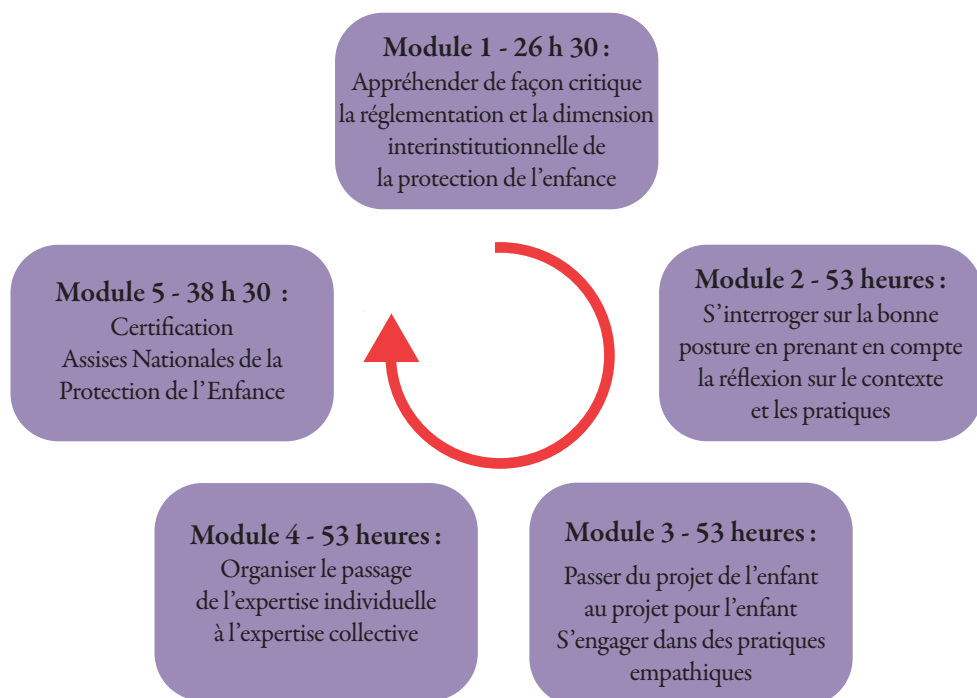 Module 1 - 26 h 30 :
Appréhender de façon critique
la réglementation et la dimension
interinstitutionnelle de
la protection de l’enfance
Module 2 - 53 heures :
S’interroger sur la bonne
posture en prenant en compte
la réflexion sur le contexte
et les pratiques
Module 3 - 53 heures :
Passer du projet de l’enfant
au projet pour l’enfant
S’engager dans des pratiques
empathiques
Module 4 - 53 heures :
Organiser le passage
de l’expertise individuelle
à l’expertise collective
Module 5 - 38 h 30 :
Certification
Assises Nationales de la
Protection de l’Enfance